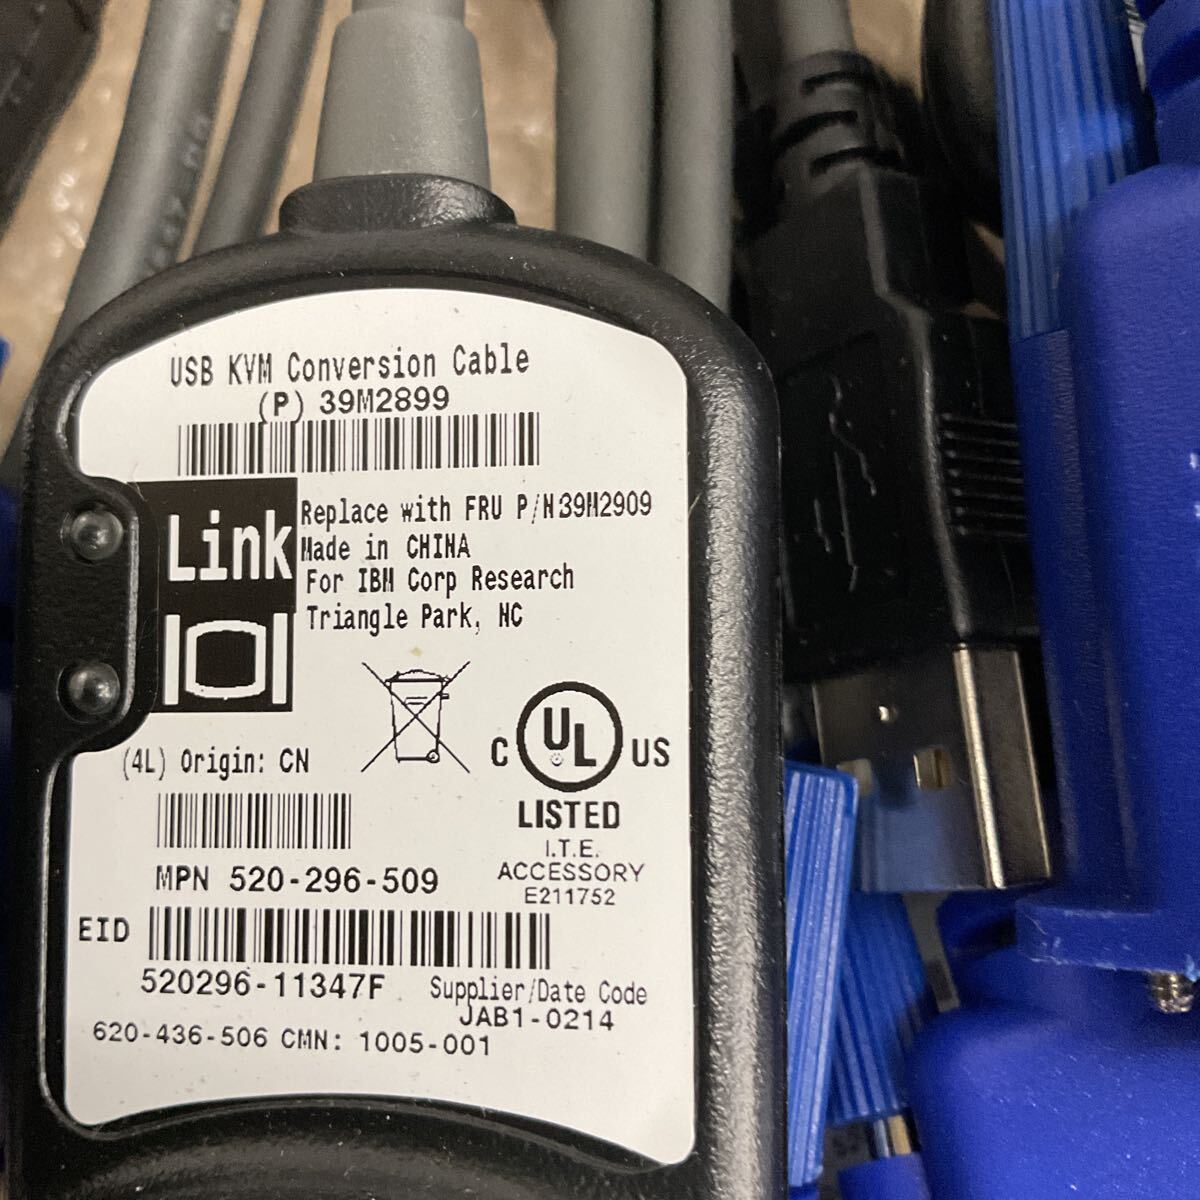 USB KVM Conversion Cable
(P) 39M2899
Link
Replace with FRU P/N39M2909
Made in CHINA
For IBM Corp Research
Triangle Park, NC
(4L) Origin: CN
C UL US
LISTED
I.T.E.
ACCESSORY
E211752
MPN 520-296-509
EID
520296-11347F
Supplier/Date Code
JAB1-0214
620-436-506 CMN: 1005-001